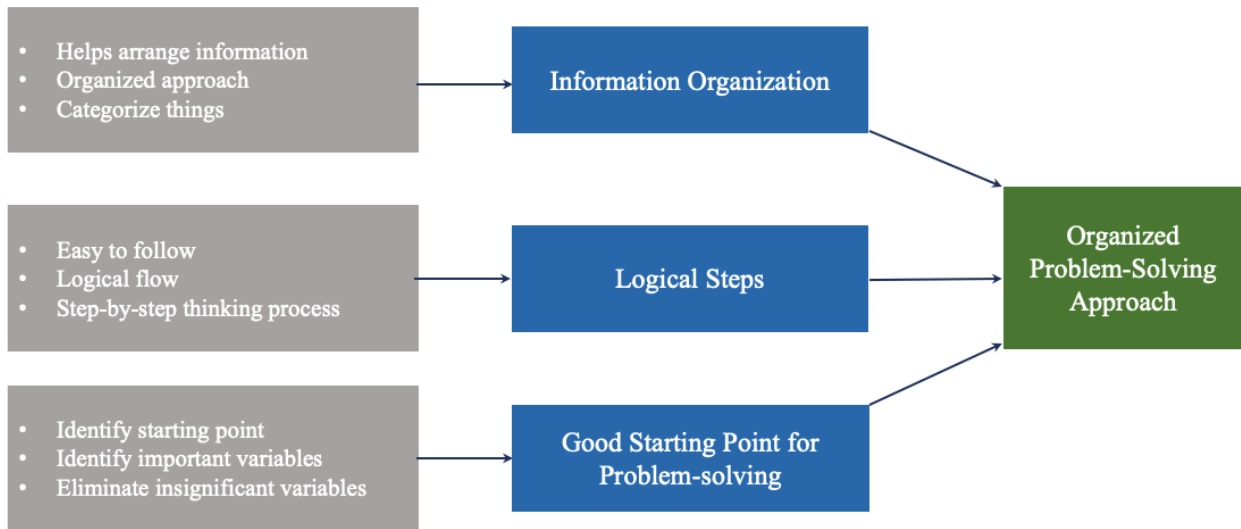 • Helps arrange information
• Organized approach
• Categorize things
Information Organization
• Easy to follow
• Logical flow
• Step-by-step thinking process
Logical Steps
• Identify starting point
• Identify important variables
• Eliminate insignificant variables
Good Starting Point for
Problem-solving
Organized
Problem-Solving
Approach